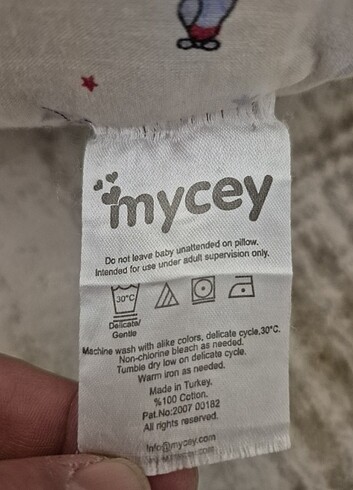 mycey
Do not leave baby unattended on pillow.
Intended for use under adult supervision only.
30°C
Delicate/
Gentle
Machine wash with alike colors, delicate cycle,30°C.
Non-chlorine bleach as needed.
Tumble dry low on delicate cycle.
Warm iron as needed.
Made in Turkey.
%100 Cotton.
Pat.No:2007 00182
All rights reserved.
Info@mycey.com